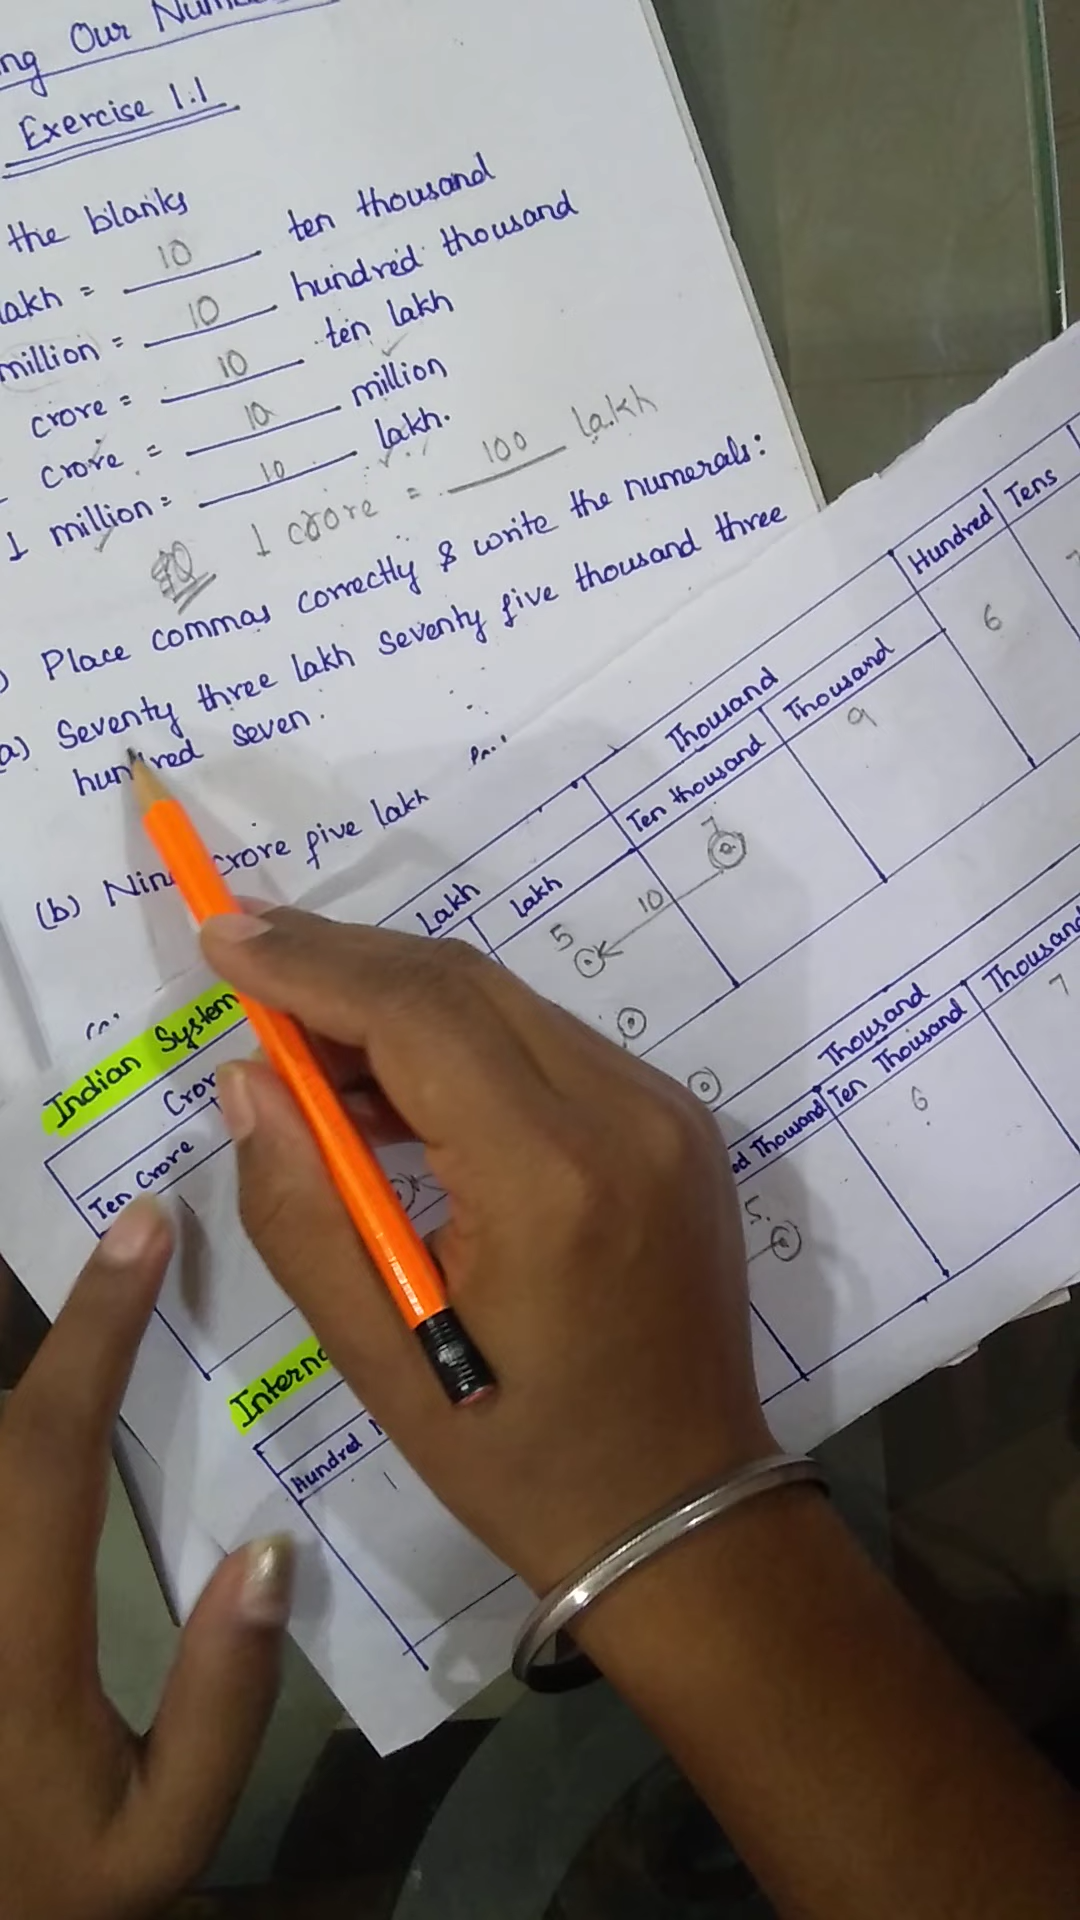 Our
Exercise 1.1
the blanks
lakh = 10 ten thousand
million = 10 hundred thousand
crore = 10 ten lakh
crore = 10 million
1 million = 10 lakh.
1 crore = 100 lakh
Place commas correctly & write the numerals:
(a) Seventy three lakh Seventy five thousand three
hundred seven.
(b) crore five lakh
Indian System
Lakh Thousand
Ten Crore Lakh Ten thousand Thousand Hundred Tens
1 5 7 9 6
10
Thousand
Hundred Thousand Ten Thousand
1 5 6 7